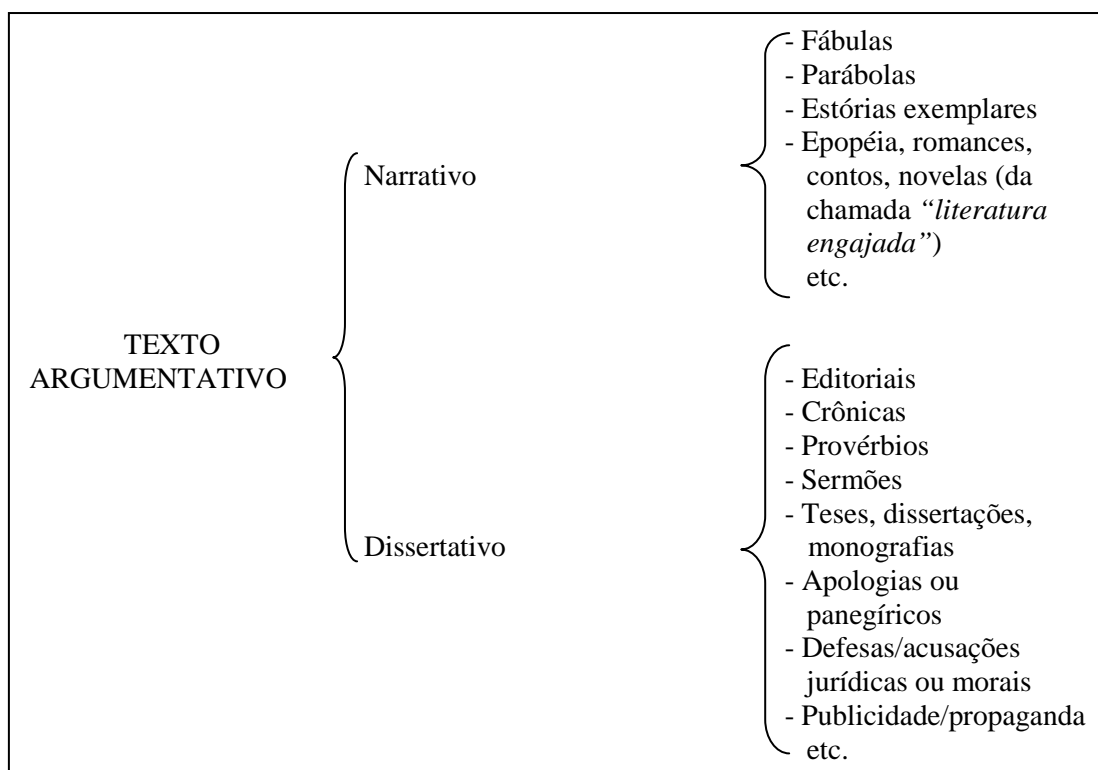 TEXTO
ARGUMENTATIVO
Narrativo
- Fábulas
- Parábolas
- Estórias exemplares
- Epopéia, romances,
contos, novelas (da
chamada “literatura
engajada”)
etc.
Dissertativo
- Editoriais
- Crônicas
- Provérbios
- Sermões
- Teses, dissertações,
monografias
- Apologias ou
panegíricos
- Defesas/acusações
jurídicas ou morais
- Publicidade/propaganda
etc.